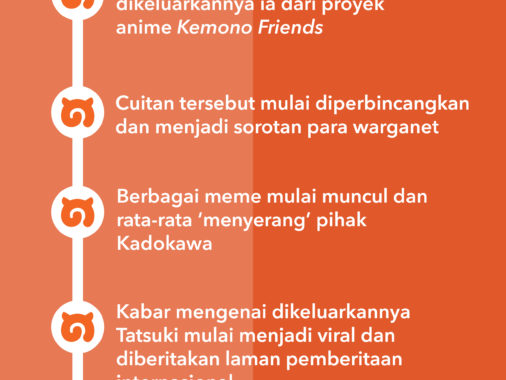 dikeluarkannya ia dari proyek
anime Kemono Friends
Cuitan tersebut mulai diperbincangkan
dan menjadi sorotan para warganet
Berbagai meme mulai muncul dan
rata-rata ‘menyerang’ pihak
Kadokawa
Kabar mengenai dikeluarkannya
Tatsuki mulai menjadi viral dan
diberitakan laman pemberitaan
internasional